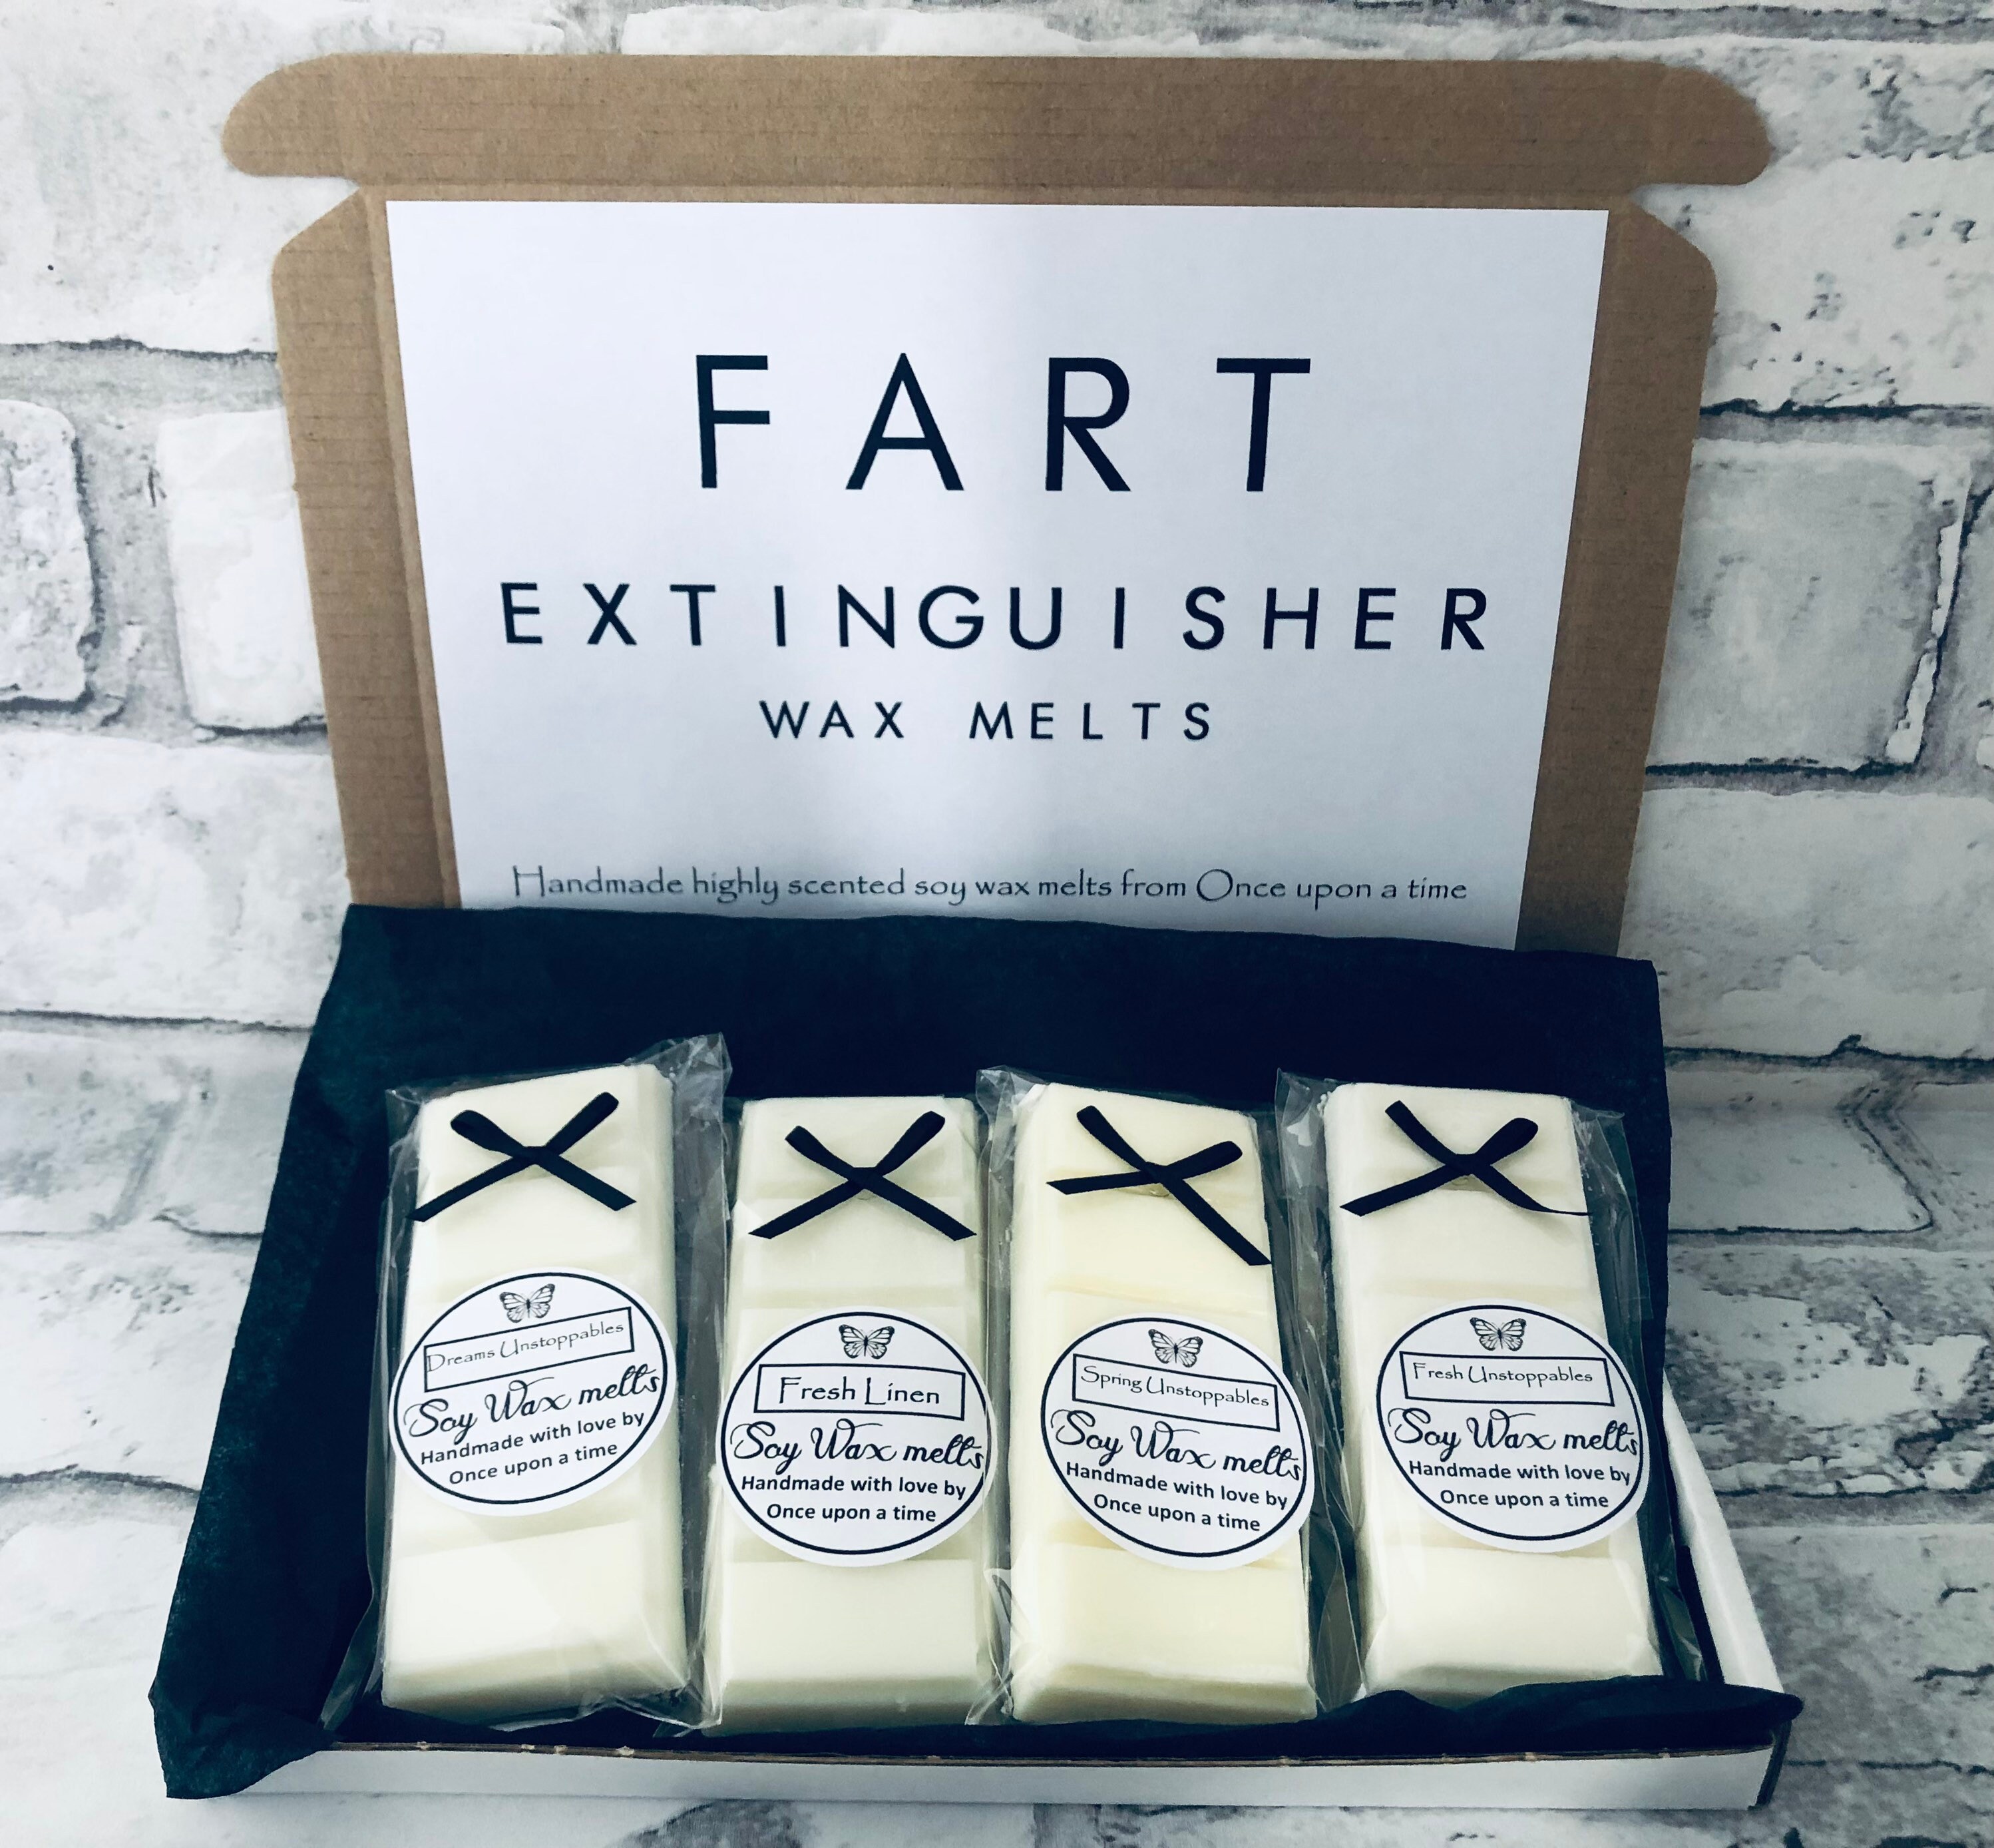 FART
EXTINGUISHER
WAX MELTS
Handmade highly scented soy wax melts from Once upon a time
Dreams Unstoppables
Soy Wax melts
Handmade with love by
Once upon a time
Fresh Linen
Soy Wax melts
Handmade with love by
Once upon a time
Spring Unstoppables
Soy Wax melts
Handmade with love by
Once upon a time
Fresh Unstoppables
Soy Wax melts
Handmade with love by
Once upon a time